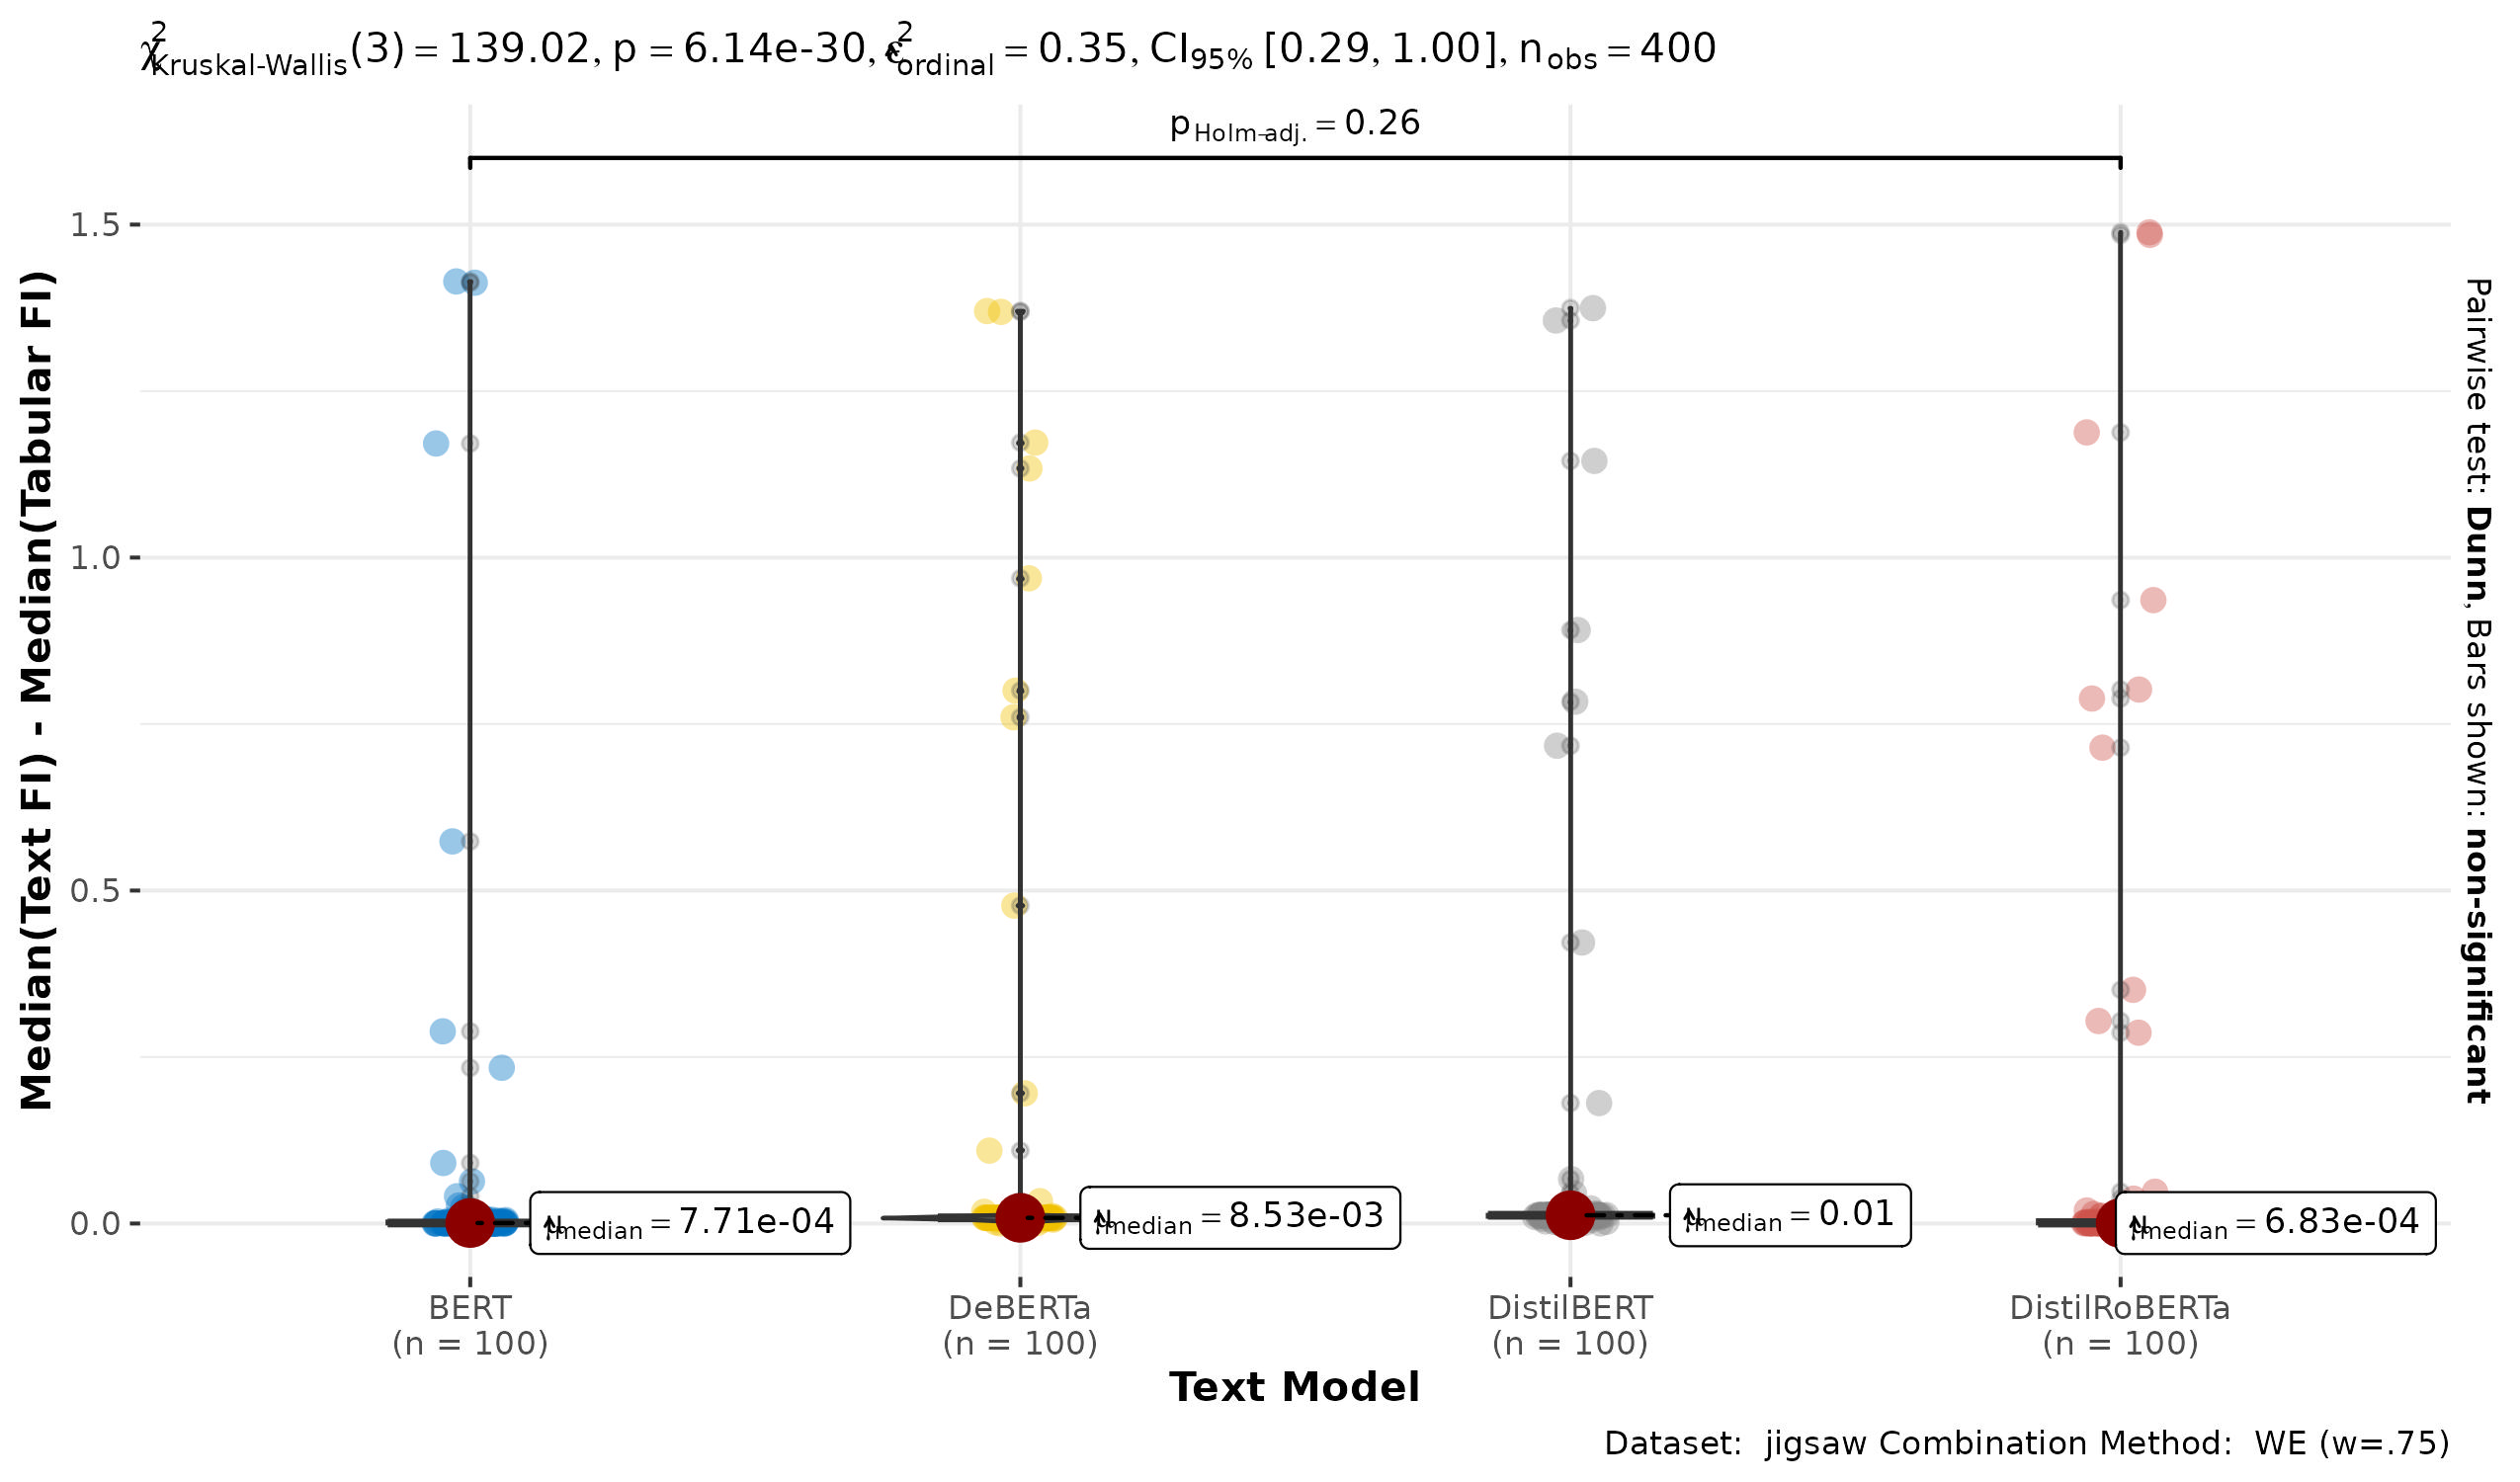 χ²Kruskal-Wallis(3) = 139.02, p = 6.14e-30, ε²ordinal = 0.35, CI95% [0.29, 1.00], nobs = 400
pHolm-adj. = 0.26
1.5
1.0
0.5
0.0
Median(Text FI) - Median(Tabular FI)
μ̂median = 7.71e-04
μ̂median = 8.53e-03
μ̂median = 0.01
μ̂median = 6.83e-04
Pairwise test: Dunn, Bars shown: non-significant
BERT
(n = 100)
DeBERTa
(n = 100)
DistilBERT
(n = 100)
DistilRoBERTa
(n = 100)
Text Model
Dataset:  jigsaw Combination Method:  WE (w=.75)